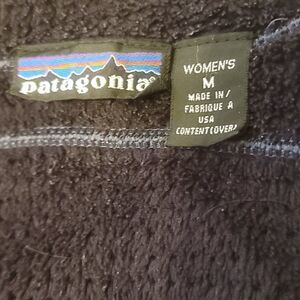 patagonia®
WOMEN'S
M
MADE IN/
FABRIQUE A
USA
CONTENT(OVER)